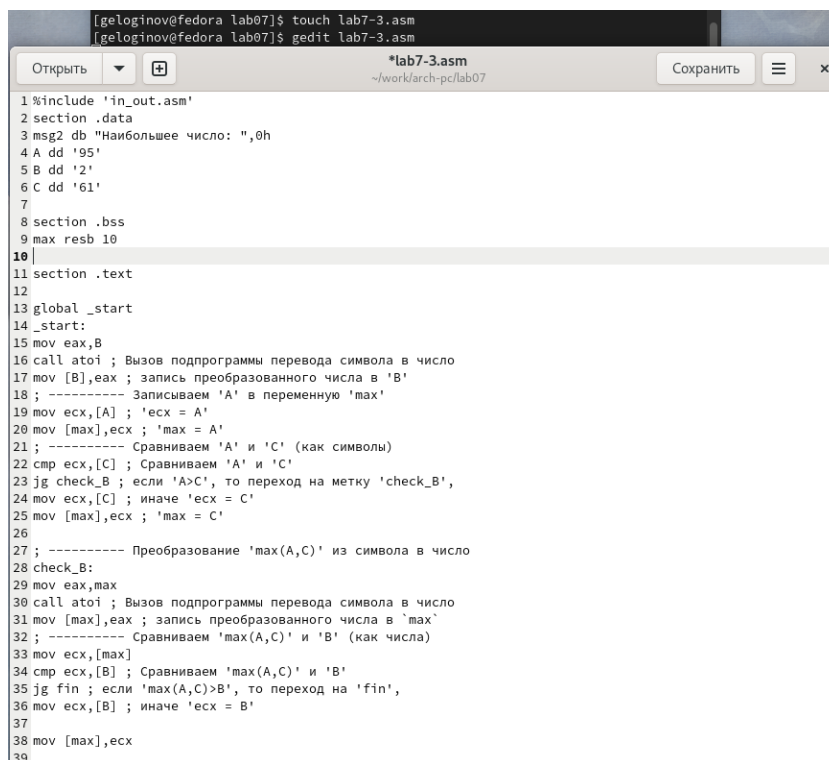 [geloginov@fedora lab07]$ touch lab7-3.asm
[geloginov@fedora lab07]$ gedit lab7-3.asm
Открыть
*lab7-3.asm
~/work/arch-pc/lab07
Сохранить
1 %include 'in_out.asm'
2 section .data
3 msg2 db "Наибольшее число: ",0h
4 A dd '95'
5 B dd '2'
6 C dd '61'
7
8 section .bss
9 max resb 10
10
11 section .text
12
13 global _start
14 _start:
15 mov eax,B
16 call atoi ; Вызов подпрограммы перевода символа в число
17 mov [B],eax ; запись преобразованного числа в 'B'
18 ; ---------- Записываем 'A' в переменную 'max'
19 mov ecx,[A] ; 'ecx = A'
20 mov [max],ecx ; 'max = A'
21 ; ---------- Сравниваем 'A' и 'C' (как символы)
22 cmp ecx,[C] ; Сравниваем 'A' и 'C'
23 jg check_B ; если 'A>C', то переход на метку 'check_B',
24 mov ecx,[C] ; иначе 'ecx = C'
25 mov [max],ecx ; 'max = C'
26
27 ; ---------- Преобразование 'max(A,C)' из символа в число
28 check_B:
29 mov eax,max
30 call atoi ; Вызов подпрограммы перевода символа в число
31 mov [max],eax ; запись преобразованного числа в `max`
32 ; ---------- Сравниваем 'max(A,C)' и 'B' (как числа)
33 mov ecx,[max]
34 cmp ecx,[B] ; Сравниваем 'max(A,C)' и 'B'
35 jg fin ; если 'max(A,C)>B', то переход на 'fin',
36 mov ecx,[B] ; иначе 'ecx = B'
37
38 mov [max],ecx
39